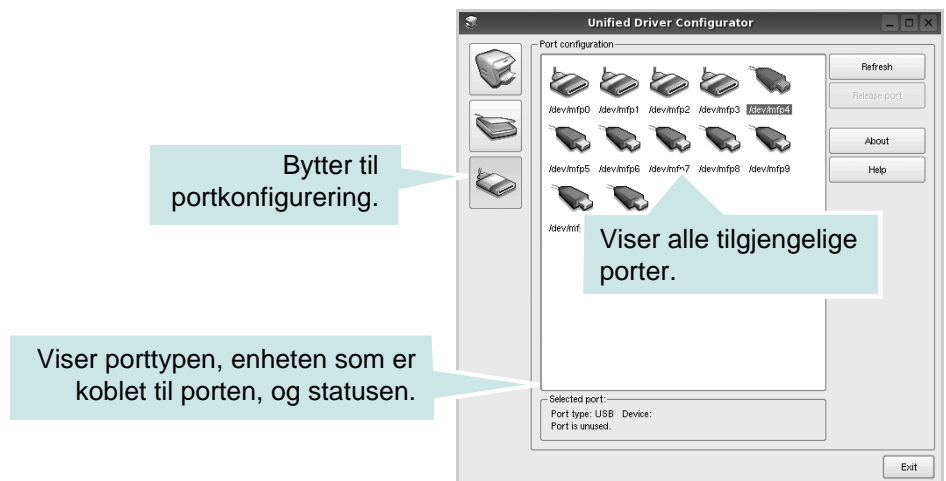 Unified Driver Configurator
Port configuration
/dev/mfp0 /dev/mfp1 /dev/mfp2 /dev/mfp3 /dev/mfp4
/dev/mfp5 /dev/mfp6 /dev/mfp7 /dev/mfp8 /dev/mfp9
Refresh
Release port
About
Help
Bytter til
portkonfigurering.
Viser alle tilgjengelige
porter.
Viser porttypen, enheten som er
koblet til porten, og statusen.
Selected port:
Port type: USB Device:
Port is unused.
Exit